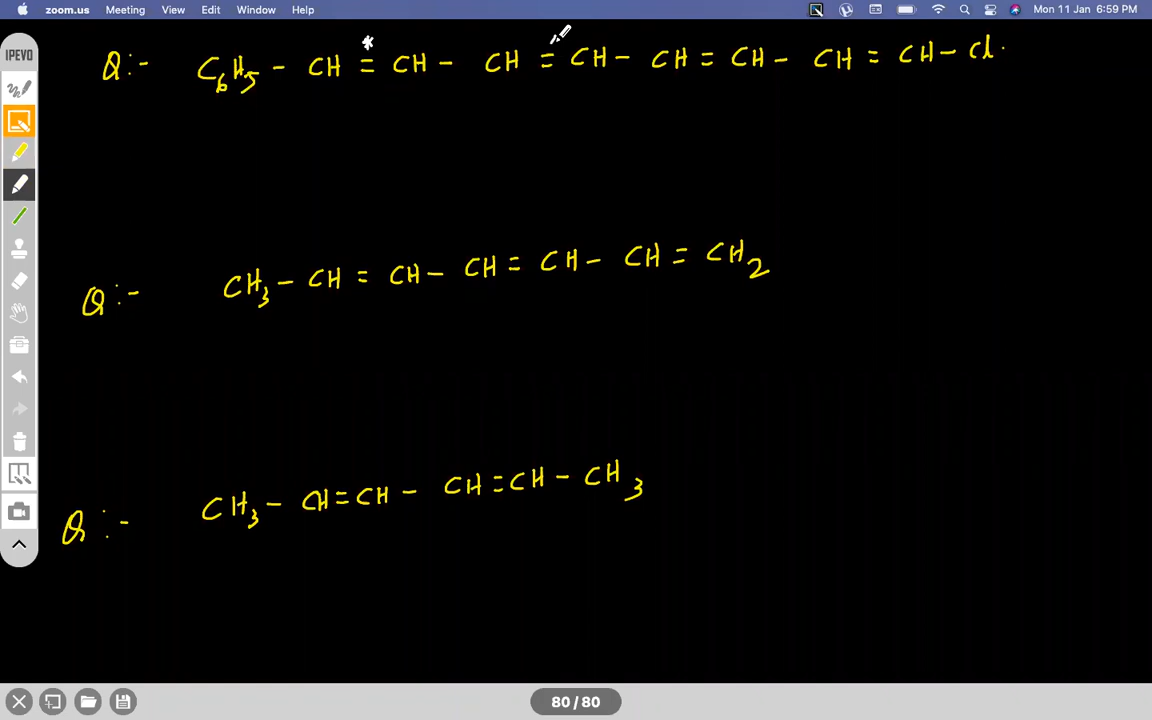 zoom.us Meeting View Edit Window Help Mon 11 Jan 6:59 PM
IPEVO
Q:- C6H5 - CH = CH - CH = CH - CH = CH - CH = CH - Cl
*
Q:- CH3 - CH = CH - CH = CH - CH = CH2
Q:- CH3 - CH = CH - CH = CH - CH3
80 / 80